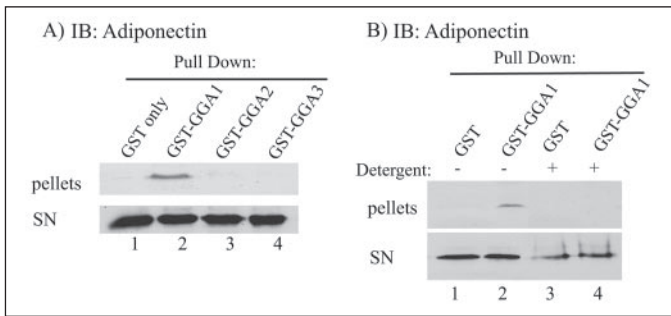 A) IB: Adiponectin
Pull Down:
GST only
GST-GGA1
GST-GGA2
GST-GGA3
pellets
SN
1 2 3 4
B) IB: Adiponectin
Pull Down:
GST
GST-GGA1
GST
GST-GGA1
Detergent: - - + +
pellets
SN
1 2 3 4